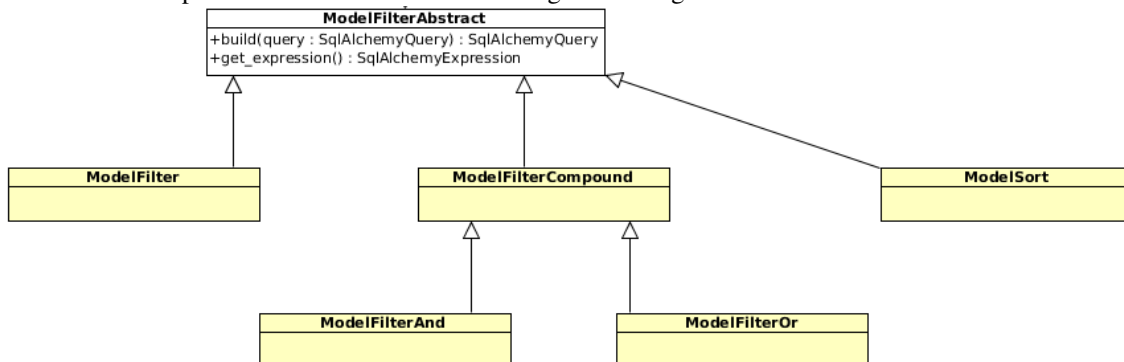 ModelFilterAbstract
+build(query : SqlAlchemyQuery) : SqlAlchemyQuery
+get_expression() : SqlAlchemyExpression
ModelFilter
ModelFilterCompound
ModelSort
ModelFilterAnd
ModelFilterOr